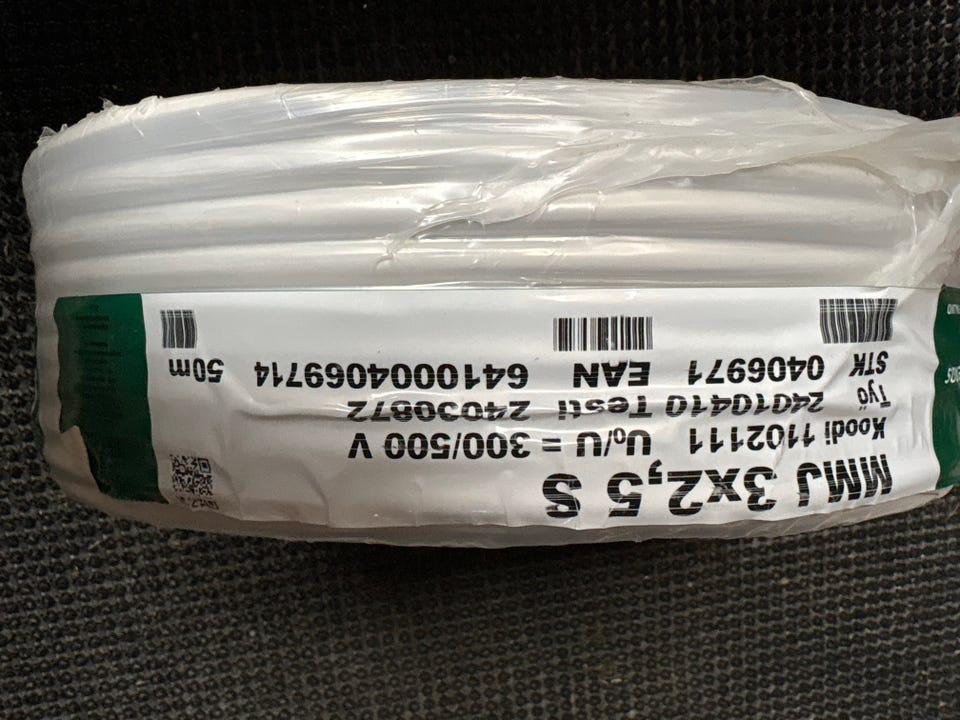 MMJ 3x2,5 S
Koodi 1102111 U₀/U = 300/500 V
Työ 24010410 Testi 24030872
STK 0406971 EAN 6410004069714 50m